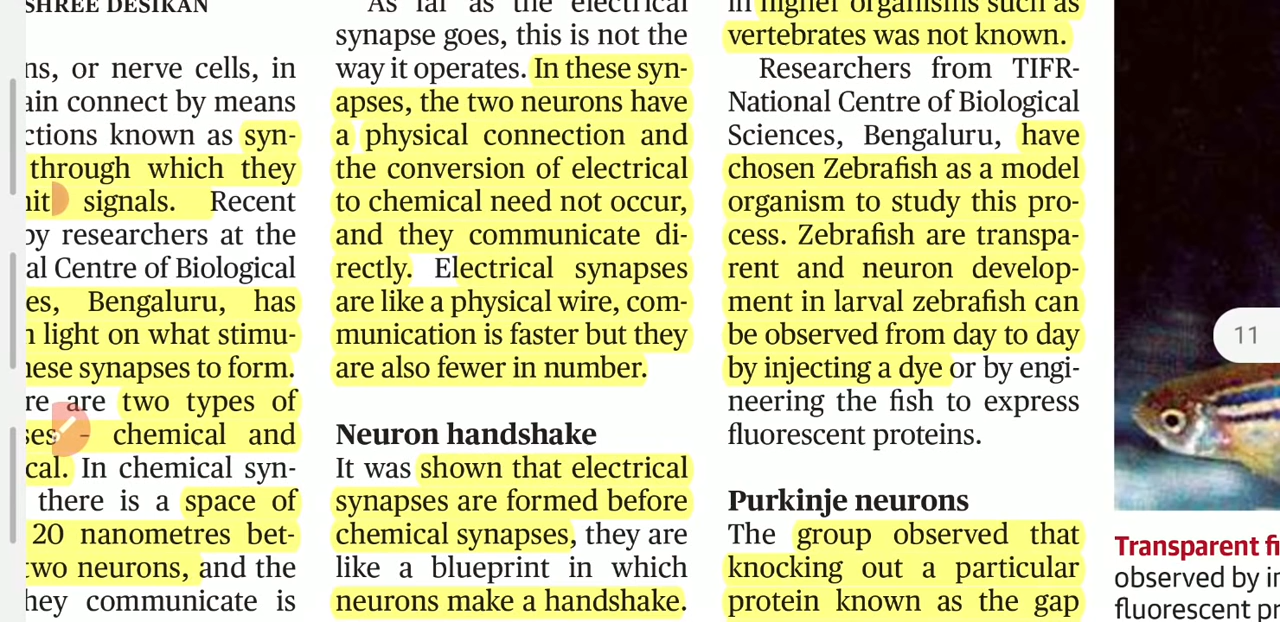 SHREE DESIKAN
ns, or nerve cells, in
ain connect by means
ctions known as syn-
through which they
nit signals. Recent
by researchers at the
al Centre of Biological
es, Bengaluru, has
n light on what stimu-
hese synapses to form.
re are two types of
ses – chemical and
cal. In chemical syn-
there is a space of
20 nanometres bet-
two neurons, and the
hey communicate is
As far as the electrical
synapse goes, this is not the
way it operates. In these syn-
apses, the two neurons have
a physical connection and
the conversion of electrical
to chemical need not occur,
and they communicate di-
rectly. Electrical synapses
are like a physical wire, com-
munication is faster but they
are also fewer in number.
Neuron handshake
It was shown that electrical
synapses are formed before
chemical synapses, they are
like a blueprint in which
neurons make a handshake.
in higher organisms such as
vertebrates was not known.
Researchers from TIFR-
National Centre of Biological
Sciences, Bengaluru, have
chosen Zebrafish as a model
organism to study this pro-
cess. Zebrafish are transpa-
rent and neuron develop-
ment in larval zebrafish can
be observed from day to day
by injecting a dye or by engi-
neering the fish to express
fluorescent proteins.
Purkinje neurons
The group observed that
knocking out a particular
protein known as the gap
11
Transparent fi
observed by in
fluorescent pr